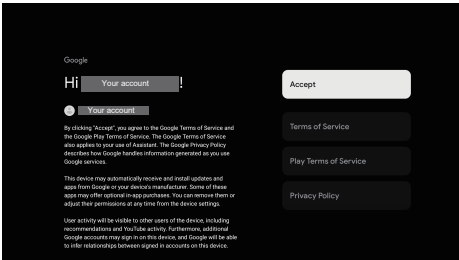 Google
Hi Your account !
Your account
By clicking "Accept", you agree to the Google Terms of Service and
the Google Play Terms of Service. The Google Terms of Service
also applies to your use of Assistant. The Google Privacy Policy
describes how Google handles information generated as you use
Google services.
This device may automatically receive and install updates and
apps from Google or your device's manufacturer. Some of these
apps may offer optional in-app purchases. You can remove them or
adjust their permissions at any time from the device settings.
User activity will be visible to other users of the device, including
recommendations and YouTube activity. Furthermore, additional
Google accounts may sign in on this device, and Google will be able
to infer relationships between signed in accounts on this device.
Accept
Terms of Service
Play Terms of Service
Privacy Policy